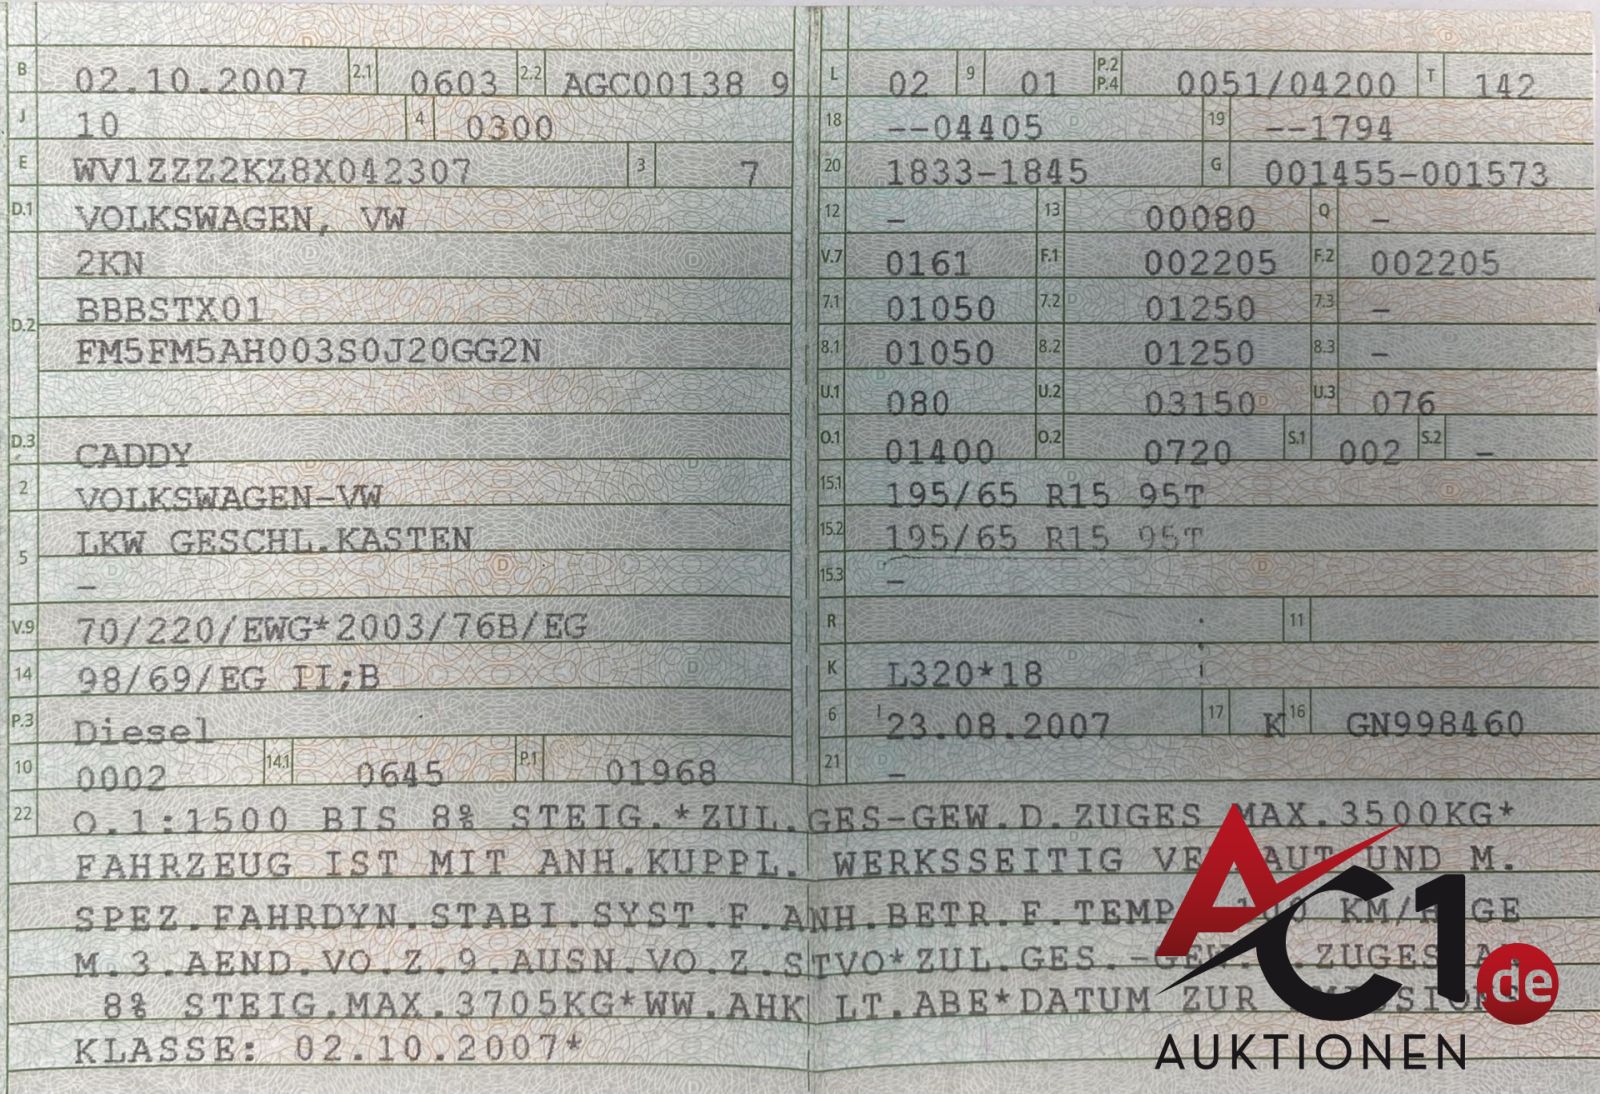 B 02.10.2007 2.1 0603 2.2 AGC00138 9
J 10 4 0300
E WV1ZZZ2KZ8X042307 3 7
D.1 VOLKSWAGEN, VW
2KN
D.2 BBBSTX01
FM5FM5AH003S0J20GG2N
D.3 CADDY
2 VOLKSWAGEN-VW
LKW GESCHL.KASTEN
5 –
V.9 70/220/EWG*2003/76B/EG
14 98/69/EG II;B
P.3 Diesel
10 0002 14.1 0645 P.1 01968
L 02 9 01 P.2 P.4 0051/04200 T 142
18 --04405 19 --1794
20 1833-1845 G 001455-001573
12 – 13 00080 Q –
V.7 0161 F.1 002205 F.2 002205
7.1 01050 7.2 01250 7.3 –
8.1 01050 8.2 01250 8.3 –
U.1 080 U.2 03150 U.3 076
O.1 01400 O.2 0720 S.1 002 S.2 –
15.1 195/65 R15 95T
15.2 195/65 R15 95T
15.3 –
R 11
K L320*18
6 23.08.2007 17 K 16 GN998460
21 –
22 O.1:1500 BIS 8% STEIG.*ZUL.GES-GEW.D.ZUGES MAX.3500KG*
FAHRZEUG IST MIT ANH.KUPPL. WERKSSEITIG UND M.
SPEZ.FAHRDYN.STABI.SYST.F.ANH.BETR.F.TEMP KM/H GE
M.3.AEND.VO.Z.9.AUSN.VO.Z.STVO*ZUL.GES.-GEW. ZUGES
8% STEIG.MAX.3705KG*WW.AHK LT.ABE*DATUM ZUR
KLASSE: 02.10.2007*
AC1.de
AUKTIONEN